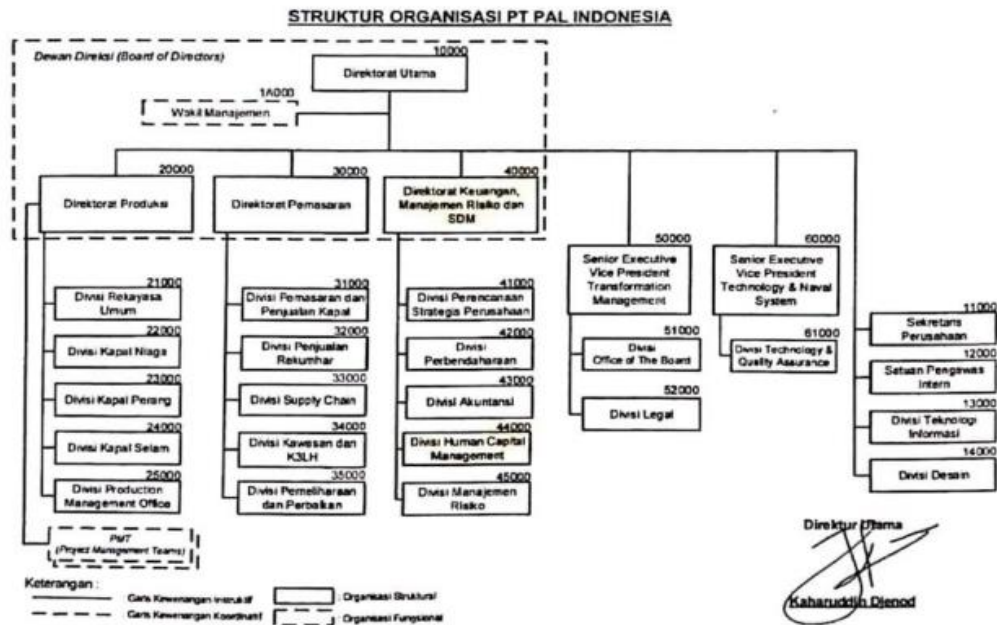 STRUKTUR ORGANISASI PT PAL INDONESIA
Dewan Direksi (Board of Directors)
10000
Direktorat Utama
1A000
Wakil Manajemen
20000
Direktorat Produksi
30000
Direktorat Pemasaran
40000
Direktorat Keuangan,
Manajemen Risiko dan
SDM
50000
Senior Executive
Vice President
Transformation
Management
60000
Senior Executive
Vice President
Technology & Naval
System
21000
Divisi Rekayasa
Umum
22000
Divisi Kapal Niaga
23000
Divisi Kapal Perang
24000
Divisi Kapal Selam
25000
Divisi Production
Management Office
PMT
(Project Management Teams)
31000
Divisi Pemasaran dan
Penjualan Kapal
32000
Divisi Penjualan
Rekumhar
33000
Divisi Supply Chain
34000
Divisi Kawasan dan
K3LH
35000
Divisi Pemeliharaan
dan Perbaikan
41000
Divisi Perencanaan
Strategis Perusahaan
42000
Divisi
Perbendaharaan
43000
Divisi Akuntansi
44000
Divisi Human Capital
Management
45000
Divisi Manajemen
Risiko
51000
Divisi
Office of The Board
52000
Divisi Legal
61000
Divisi Technology &
Quality Assurance
11000
Sekretaris
Perusahaan
12000
Satuan Pengawas
Intern
13000
Divisi Teknologi
Informasi
14000
Divisi Desain
Direktur Utama
Kaharuddin Djenod
Keterangan :
: Garis Kewenangan Instruktif
: Organisasi Struktural
: Garis Kewenangan Koordinatif
: Organisasi Fungsional